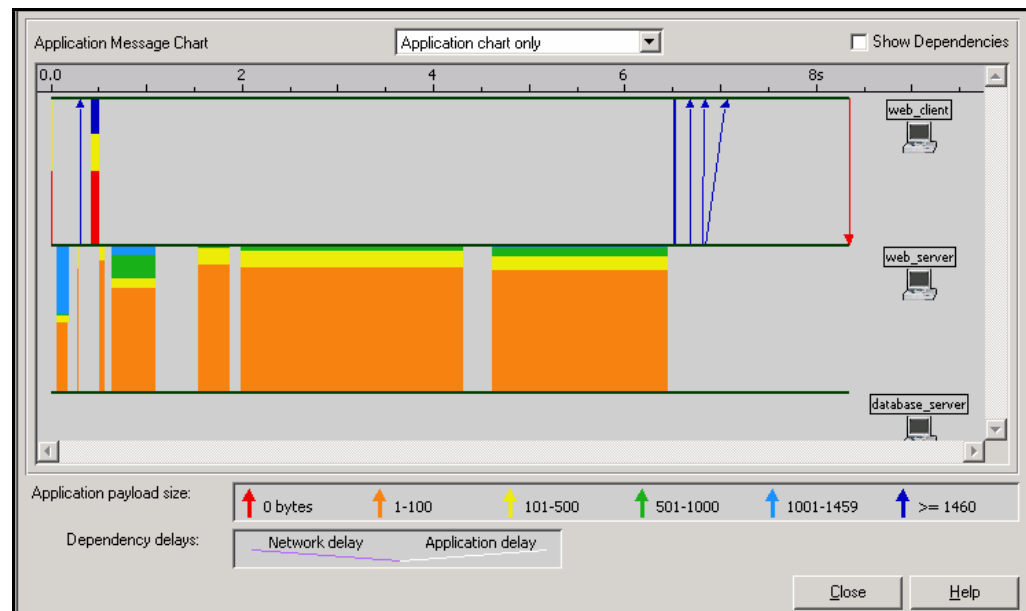 Application Message Chart Application chart only Show Dependencies
0.0 2 4 6 8s
web_client
web_server
database_server
Application payload size: 0 bytes 1-100 101-500 501-1000 1001-1459 >= 1460
Dependency delays: Network delay Application delay
Close Help